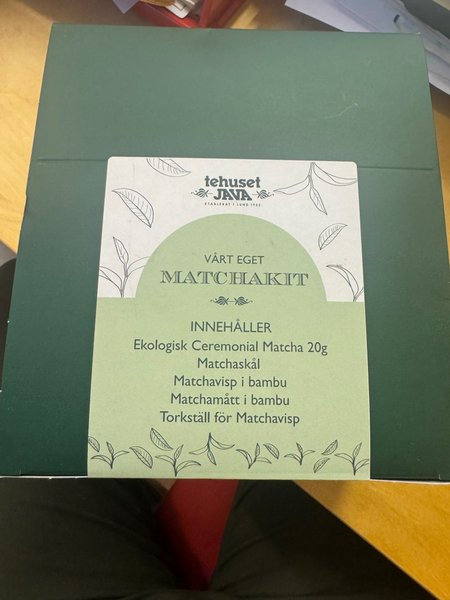 tehuset
JAVA
ETABLERAT I LUND 1980
VÅRT EGET
MATCHAKIT
INNEHÅLLER
Ekologisk Ceremonial Matcha 20g
Matchaskål
Matchavisp i bambu
Matchamått i bambu
Torkställ för Matchavisp